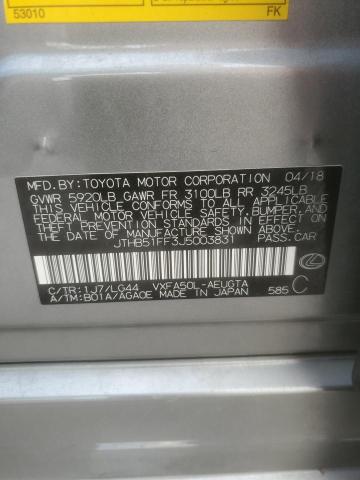 53010
FK
MFD. BY: TOYOTA MOTOR CORPORATION 04/18
GVWR 5920LB GAWR FR 3100LB RR 3245LB
THIS VEHICLE CONFORMS TO ALL APPLICABLE
FEDERAL MOTOR VEHICLE SAFETY, BUMPER, AND
THEFT PREVENTION STANDARDS IN EFFECT ON
THE DATE OF MANUFACTURE SHOWN ABOVE.
JTHB51FF3J5003831 PASS. CAR
C/TR: 1J7/LG44 VXFA50L-AEUGTA
A/TM: B01A/AGA0E MADE IN JAPAN 585 C